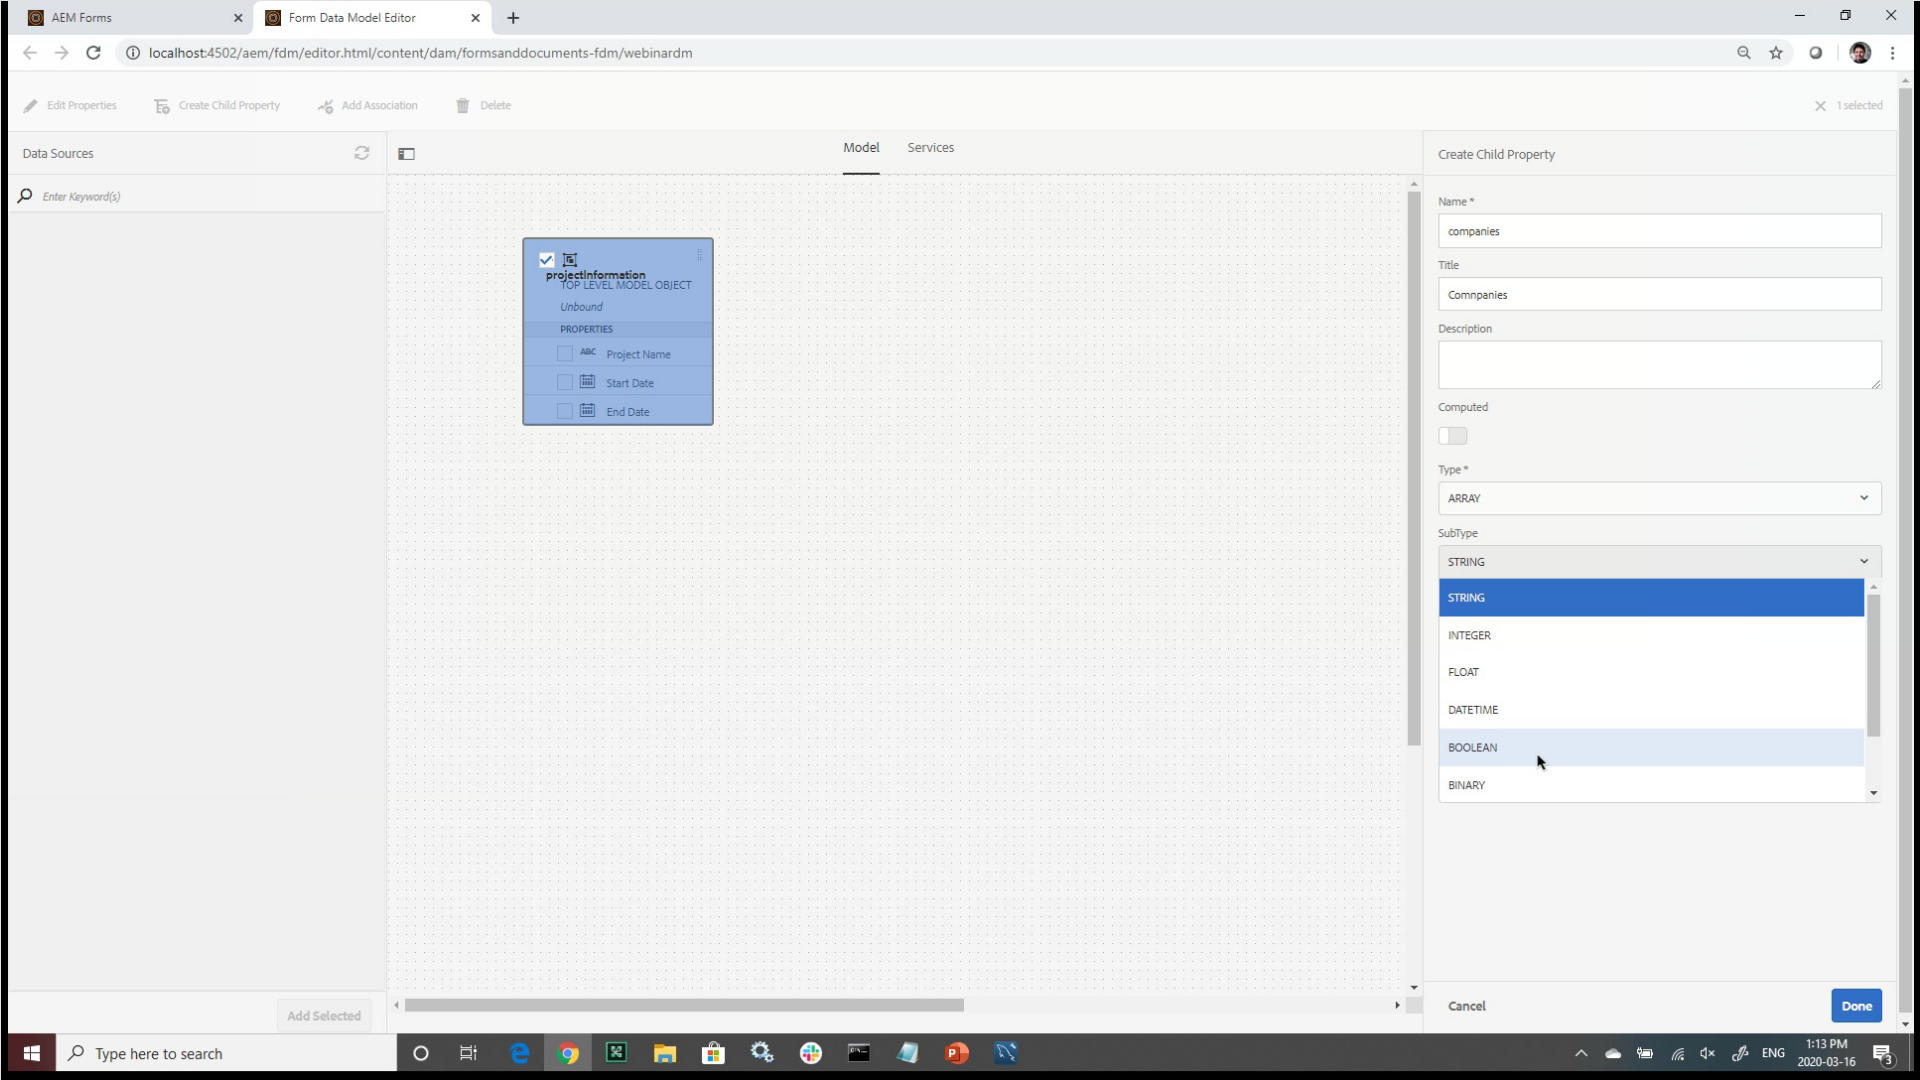 AEM Forms
Form Data Model Editor
localhost:4502/aem/fdm/editor.html/content/dam/formsanddocuments-fdm/webinardm
Edit Properties
Create Child Property
Add Association
Delete
1 selected
Data Sources
Enter Keyword(s)
Model
Services
projectInformation
TOP LEVEL MODEL OBJECT
Unbound
PROPERTIES
ABC Project Name
Start Date
End Date
Create Child Property
Name *
companies
Title
Comnpanies
Description
Computed
Type *
ARRAY
SubType
STRING
STRING
INTEGER
FLOAT
DATETIME
BOOLEAN
BINARY
Cancel
Done
Add Selected
Type here to search
ENG
1:13 PM
2020-03-16
3